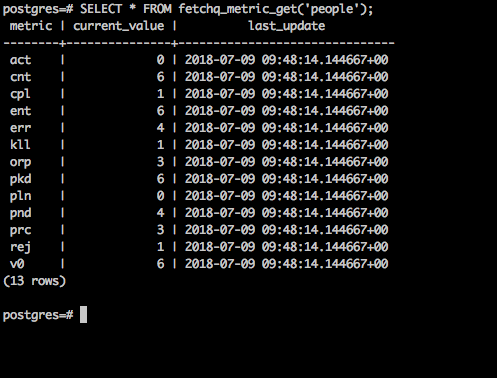 postgres=# SELECT * FROM fetchq_metric_get('people');
 metric | current_value |          last_update
--------+---------------+-------------------------------
 act    |             0 | 2018-07-09 09:48:14.144667+00
 cnt    |             6 | 2018-07-09 09:48:14.144667+00
 cpl    |             1 | 2018-07-09 09:48:14.144667+00
 ent    |             6 | 2018-07-09 09:48:14.144667+00
 err    |             4 | 2018-07-09 09:48:14.144667+00
 kll    |             1 | 2018-07-09 09:48:14.144667+00
 orp    |             3 | 2018-07-09 09:48:14.144667+00
 pkd    |             6 | 2018-07-09 09:48:14.144667+00
 pln    |             0 | 2018-07-09 09:48:14.144667+00
 pnd    |             4 | 2018-07-09 09:48:14.144667+00
 prc    |             3 | 2018-07-09 09:48:14.144667+00
 rej    |             1 | 2018-07-09 09:48:14.144667+00
 v0     |             6 | 2018-07-09 09:48:14.144667+00
(13 rows)

postgres=#